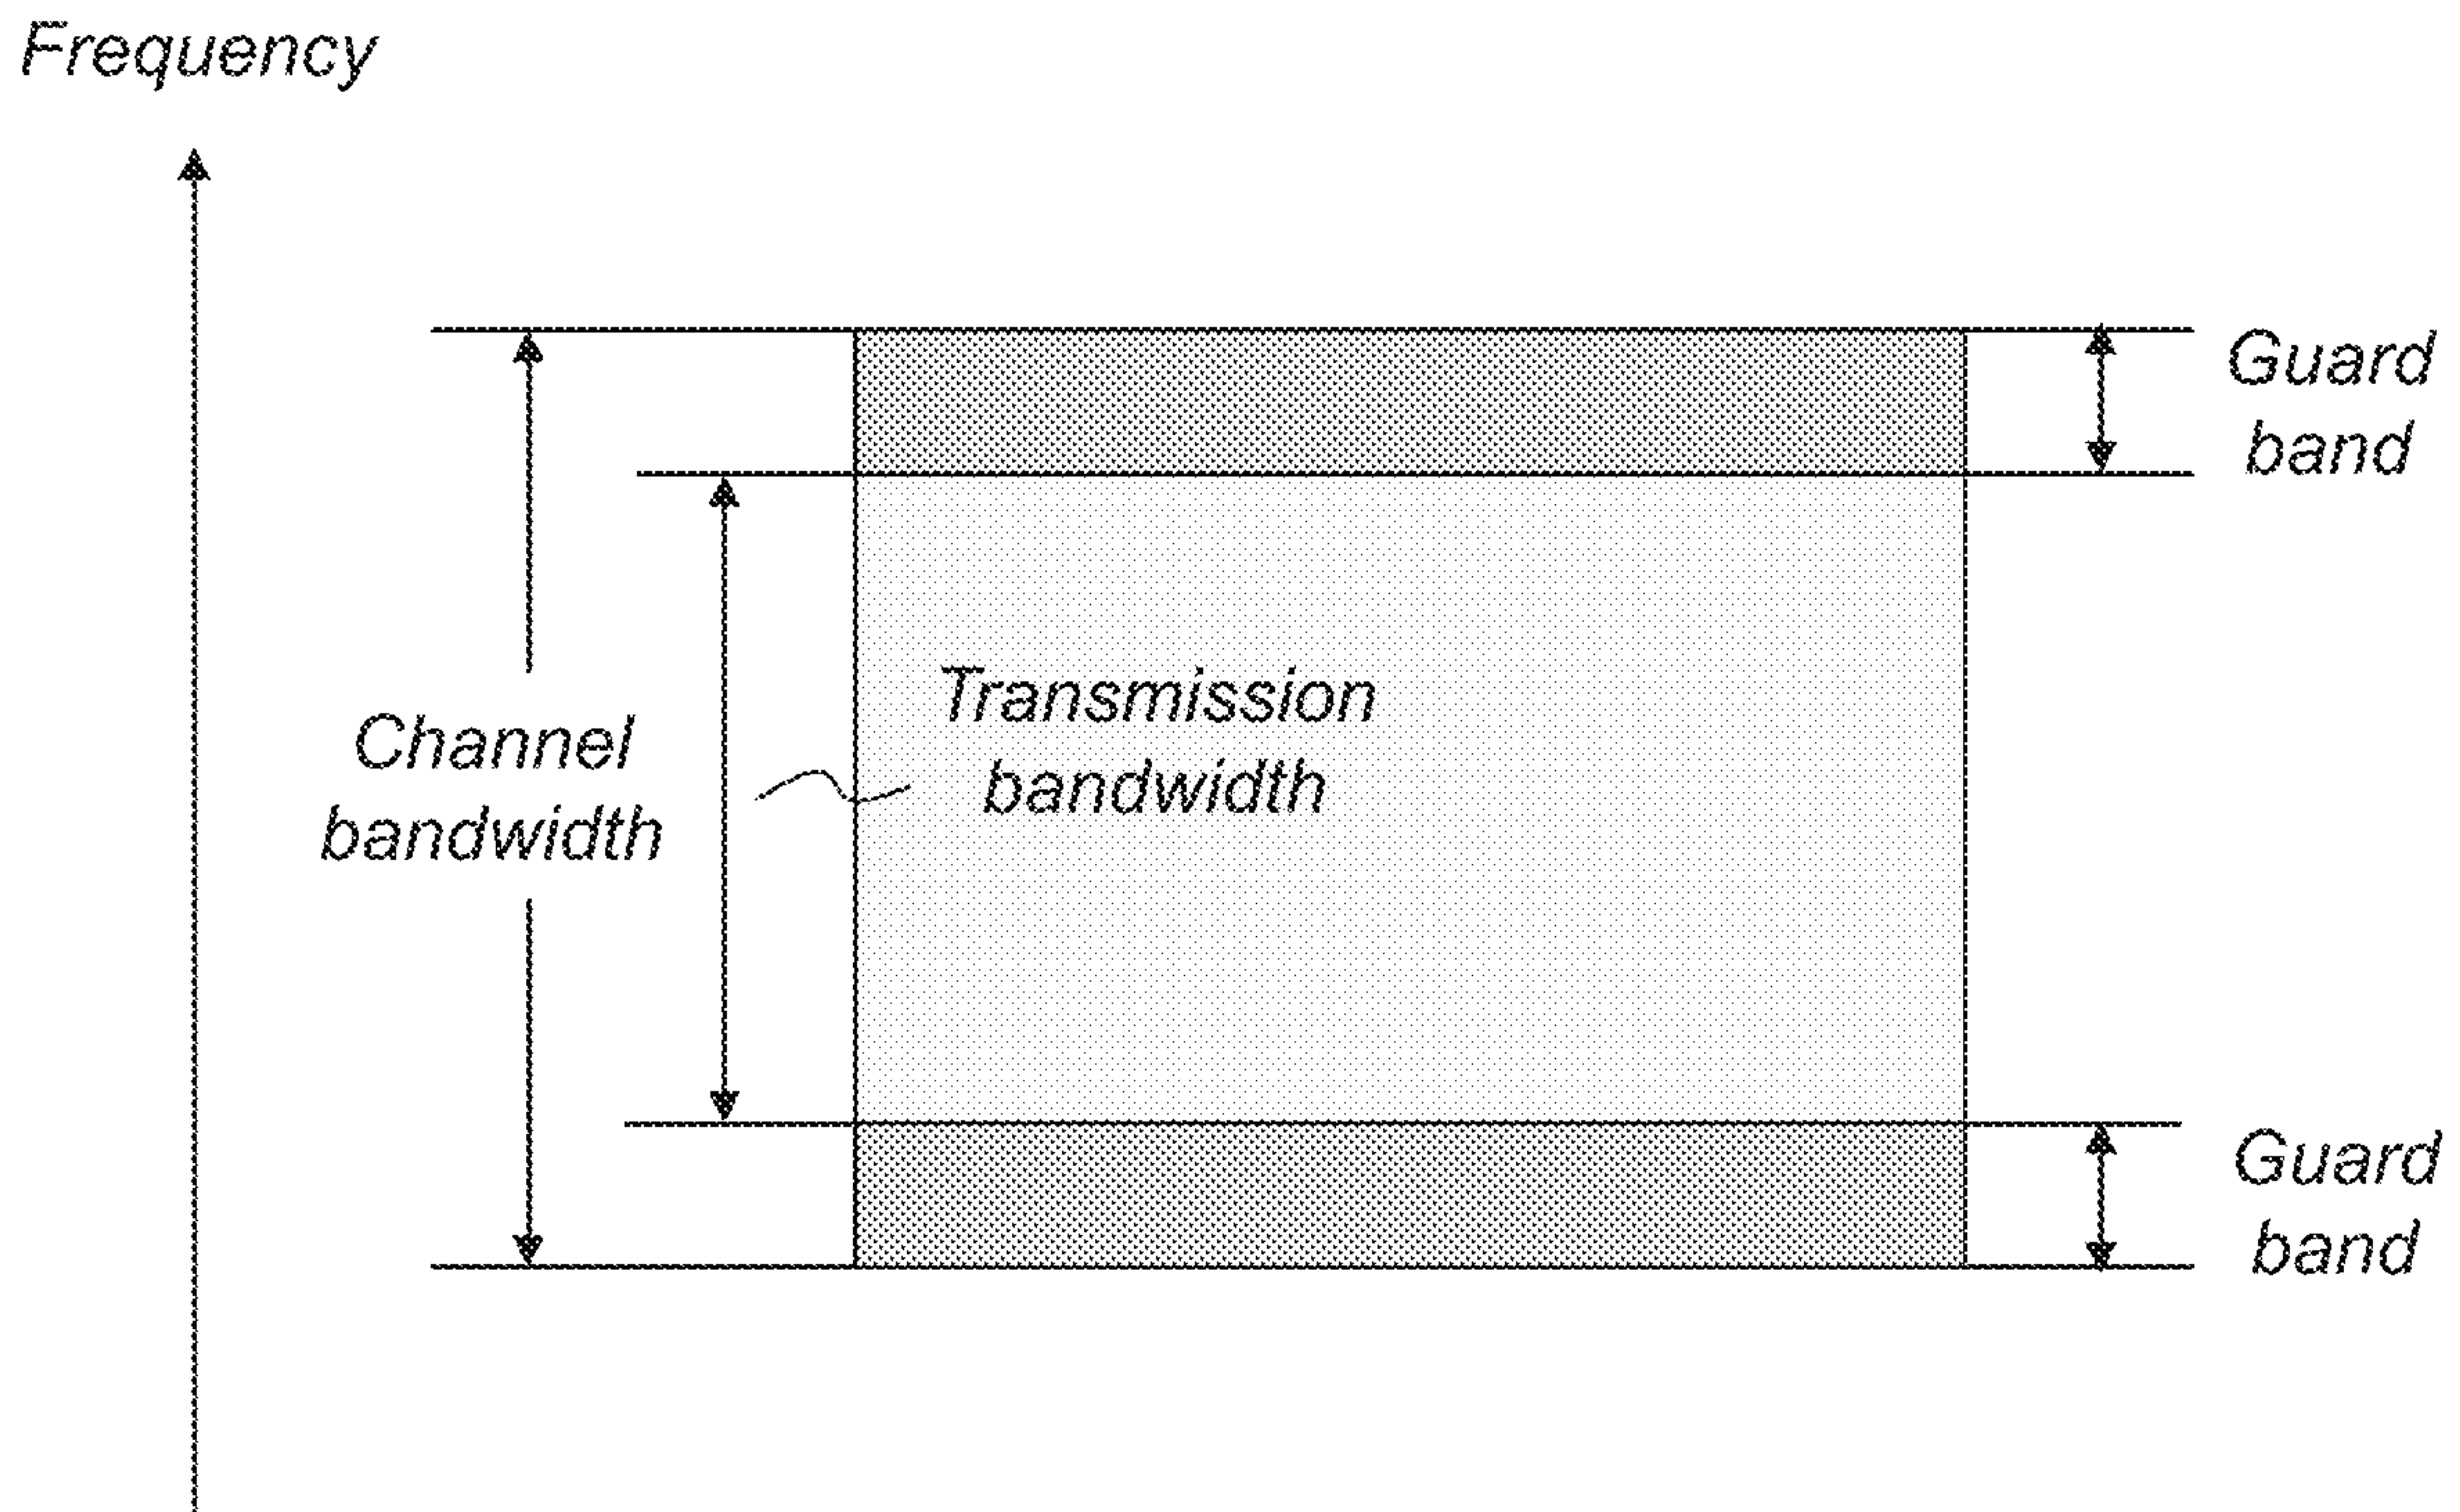 Frequency
Guard
band
Transmission
bandwidth
Channel
bandwidth
Guard
band